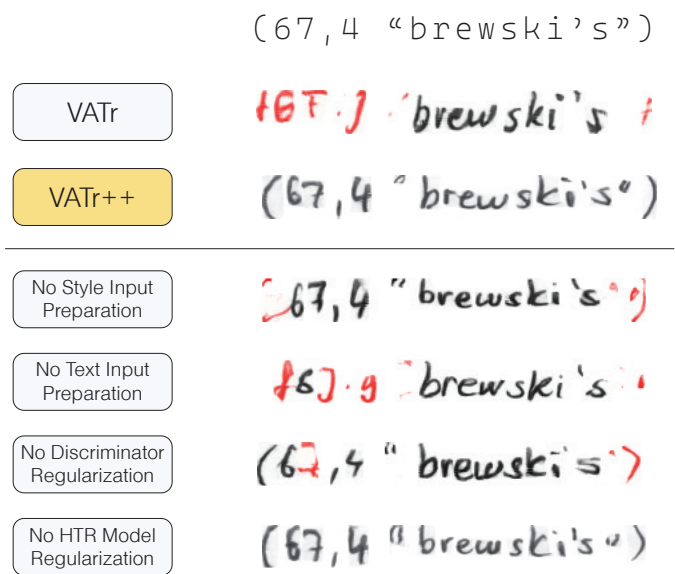 (67,4 “brewski’s”)
VATr brewski's
VATr++ (67,4 "brewski's")
No Style Input
Preparation 67,4 "brewski's
No Text Input
Preparation brewski's
No Discriminator
Regularization (6 ,4 " brewski's
No HTR Model
Regularization (67,4 "brewski's")